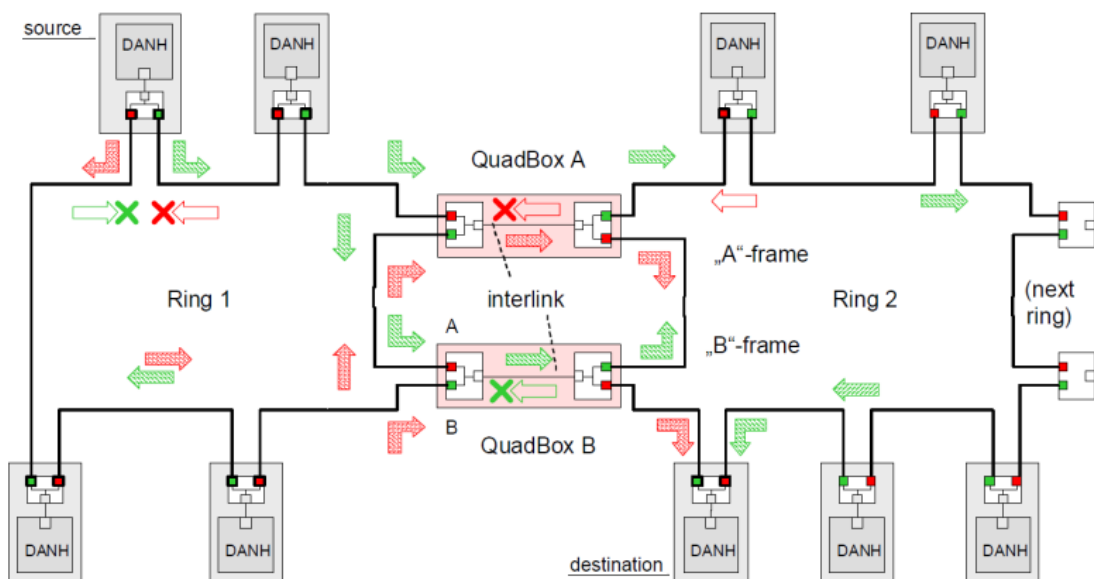 source
DANH
DANH
DANH
DANH
QuadBox A
„A“-frame
Ring 1
interlink
Ring 2
(next
ring)
A
„B“-frame
B
QuadBox B
DANH
DANH
DANH
DANH
DANH
destination